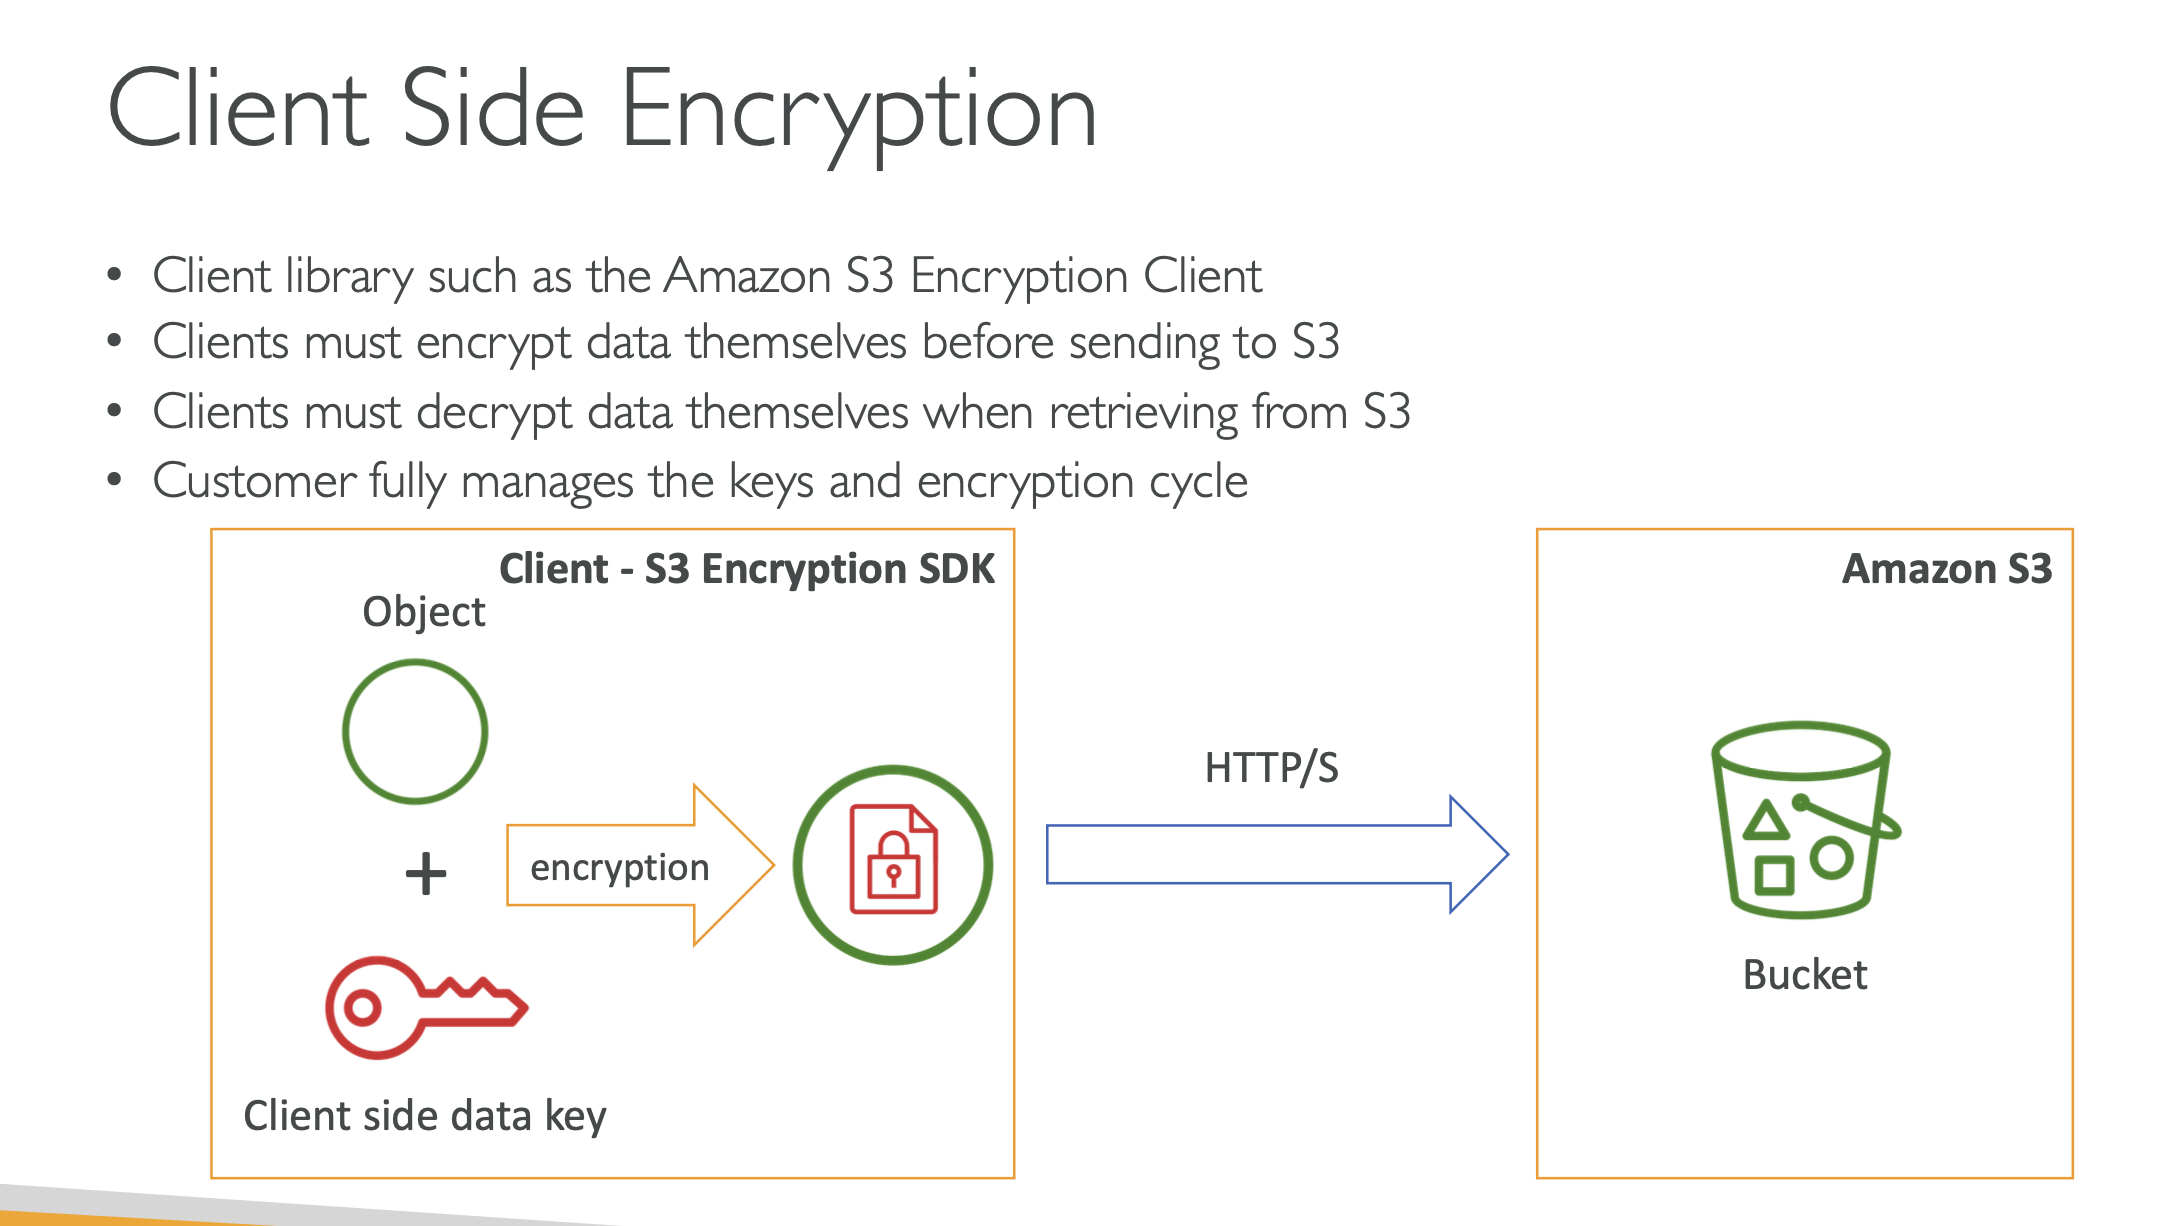 Client Side Encryption
• Client library such as the Amazon S3 Encryption Client
• Clients must encrypt data themselves before sending to S3
• Clients must decrypt data themselves when retrieving from S3
• Customer fully manages the keys and encryption cycle
Client - S3 Encryption SDK
Object
+
encryption
Client side data key
HTTP/S
Amazon S3
Bucket